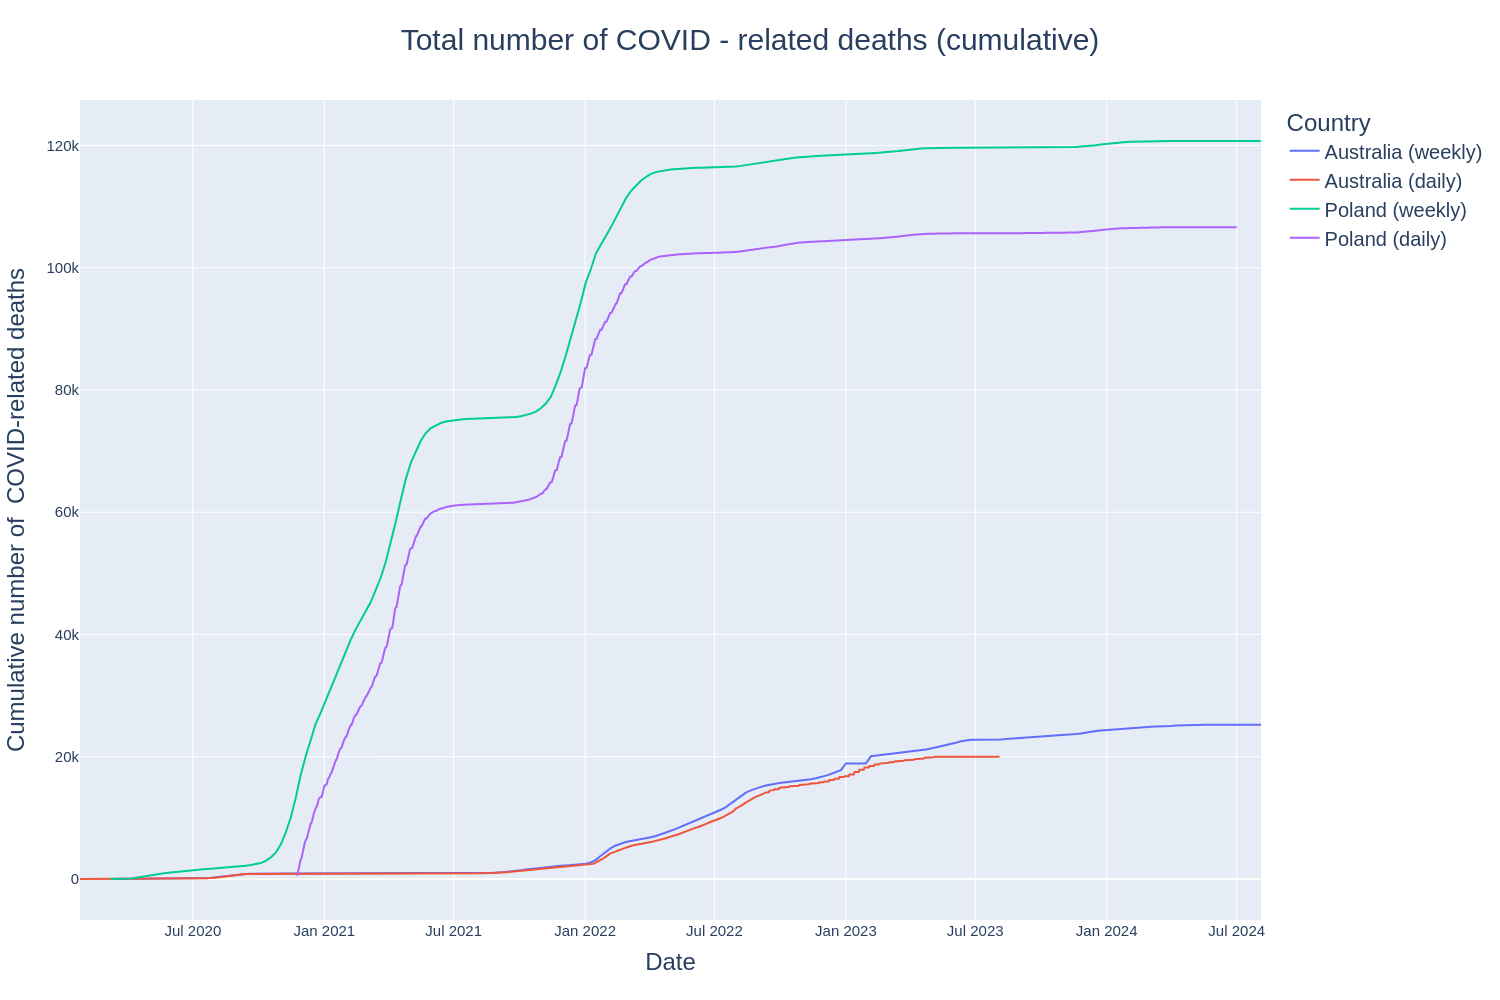 Total number of COVID - related deaths (cumulative)
Country
Australia (weekly)
Australia (daily)
Poland (weekly)
Poland (daily)
Cumulative number of  COVID-related deaths
120k
100k
80k
60k
40k
20k
0
Jul 2020
Jan 2021
Jul 2021
Jan 2022
Jul 2022
Jan 2023
Jul 2023
Jan 2024
Jul 2024
Date